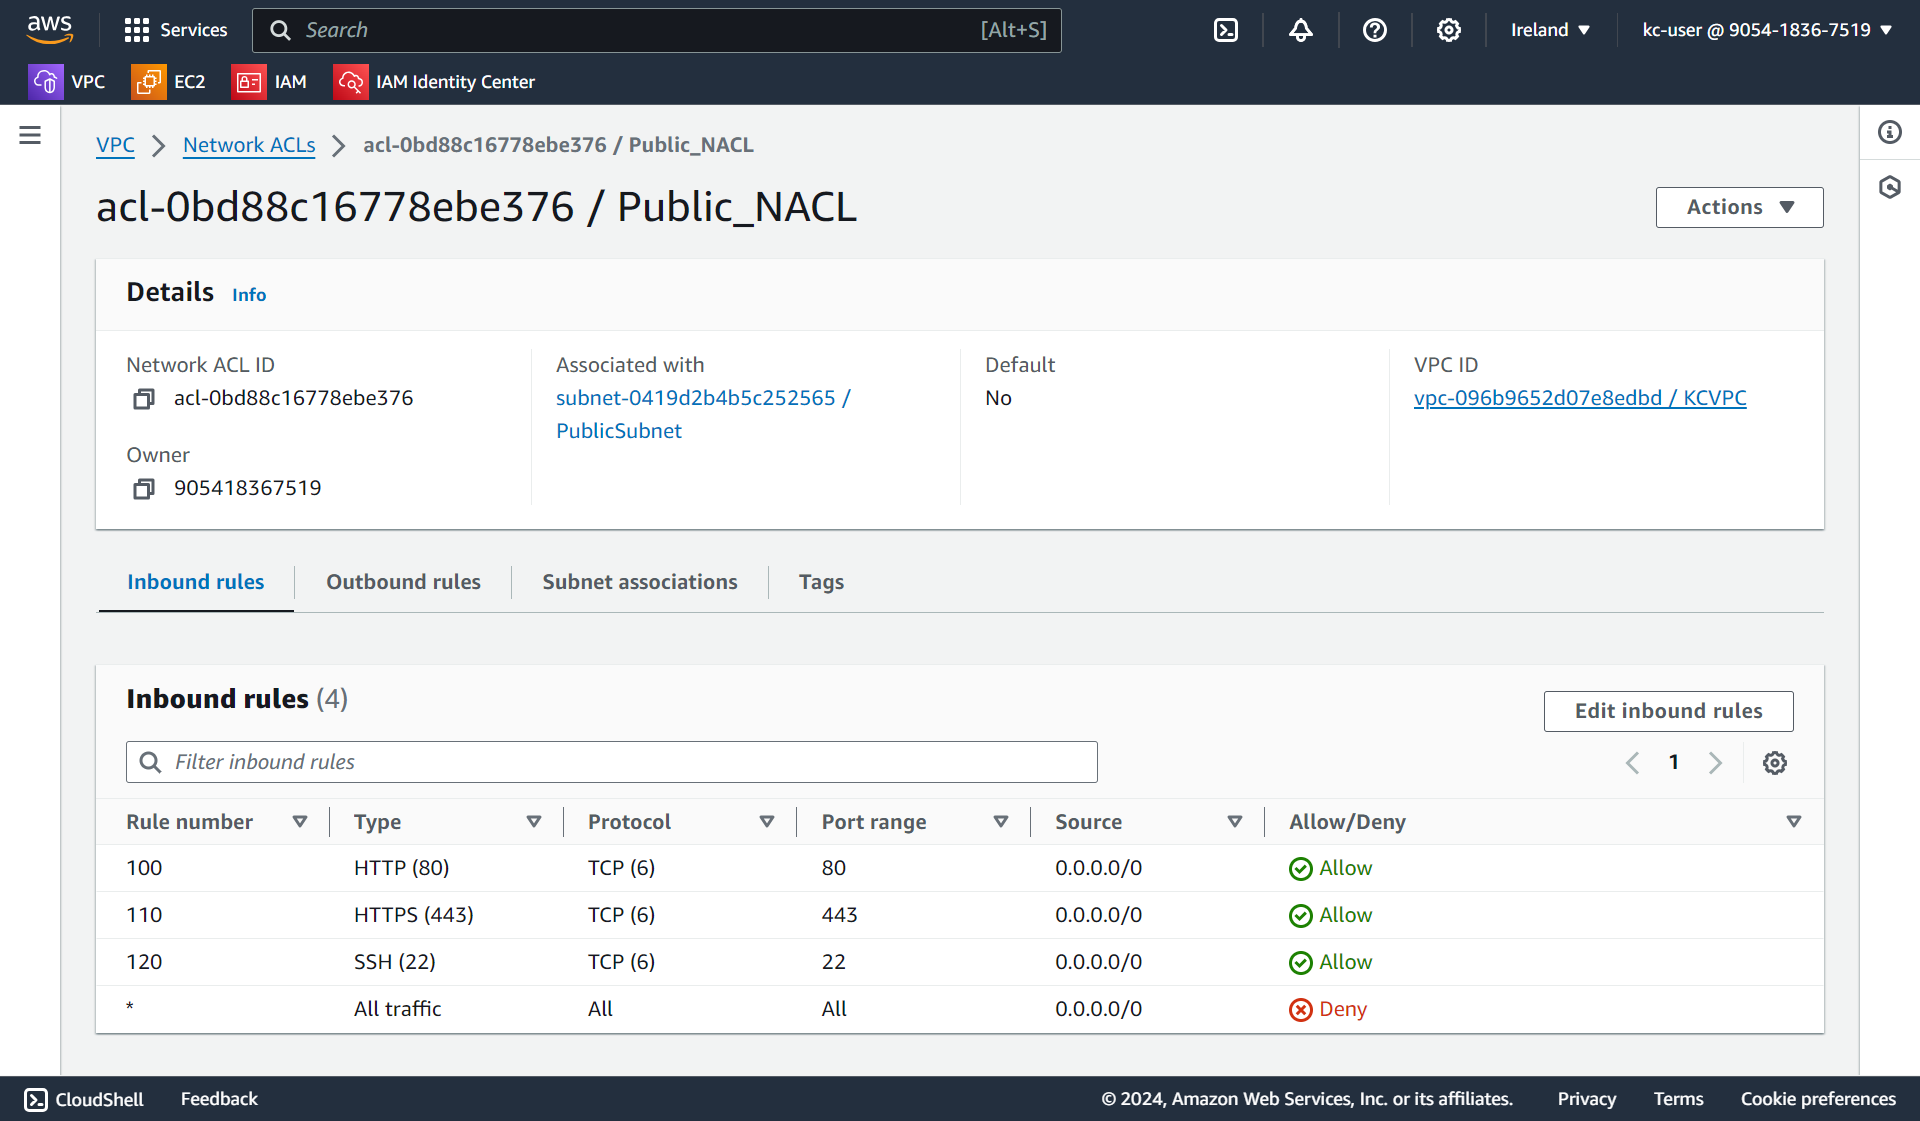 aws Services Search [Alt+S] Ireland kc-user @ 9054-1836-7519
VPC EC2 IAM IAM Identity Center
VPC Network ACLs acl-0bd88c16778ebe376 / Public_NACL
acl-0bd88c16778ebe376 / Public_NACL Actions
Details Info
Network ACL ID Associated with Default VPC ID
acl-0bd88c16778ebe376 subnet-0419d2b4b5c252565 / No vpc-096b9652d07e8edbd / KCVPC
PublicSubnet
Owner
905418367519
Inbound rules Outbound rules Subnet associations Tags
Inbound rules (4) Edit inbound rules
Filter inbound rules 1
Rule number Type Protocol Port range Source Allow/Deny
100 HTTP (80) TCP (6) 80 0.0.0.0/0 Allow
110 HTTPS (443) TCP (6) 443 0.0.0.0/0 Allow
120 SSH (22) TCP (6) 22 0.0.0.0/0 Allow
* All traffic All All 0.0.0.0/0 Deny
CloudShell Feedback © 2024, Amazon Web Services, Inc. or its affiliates. Privacy Terms Cookie preferences